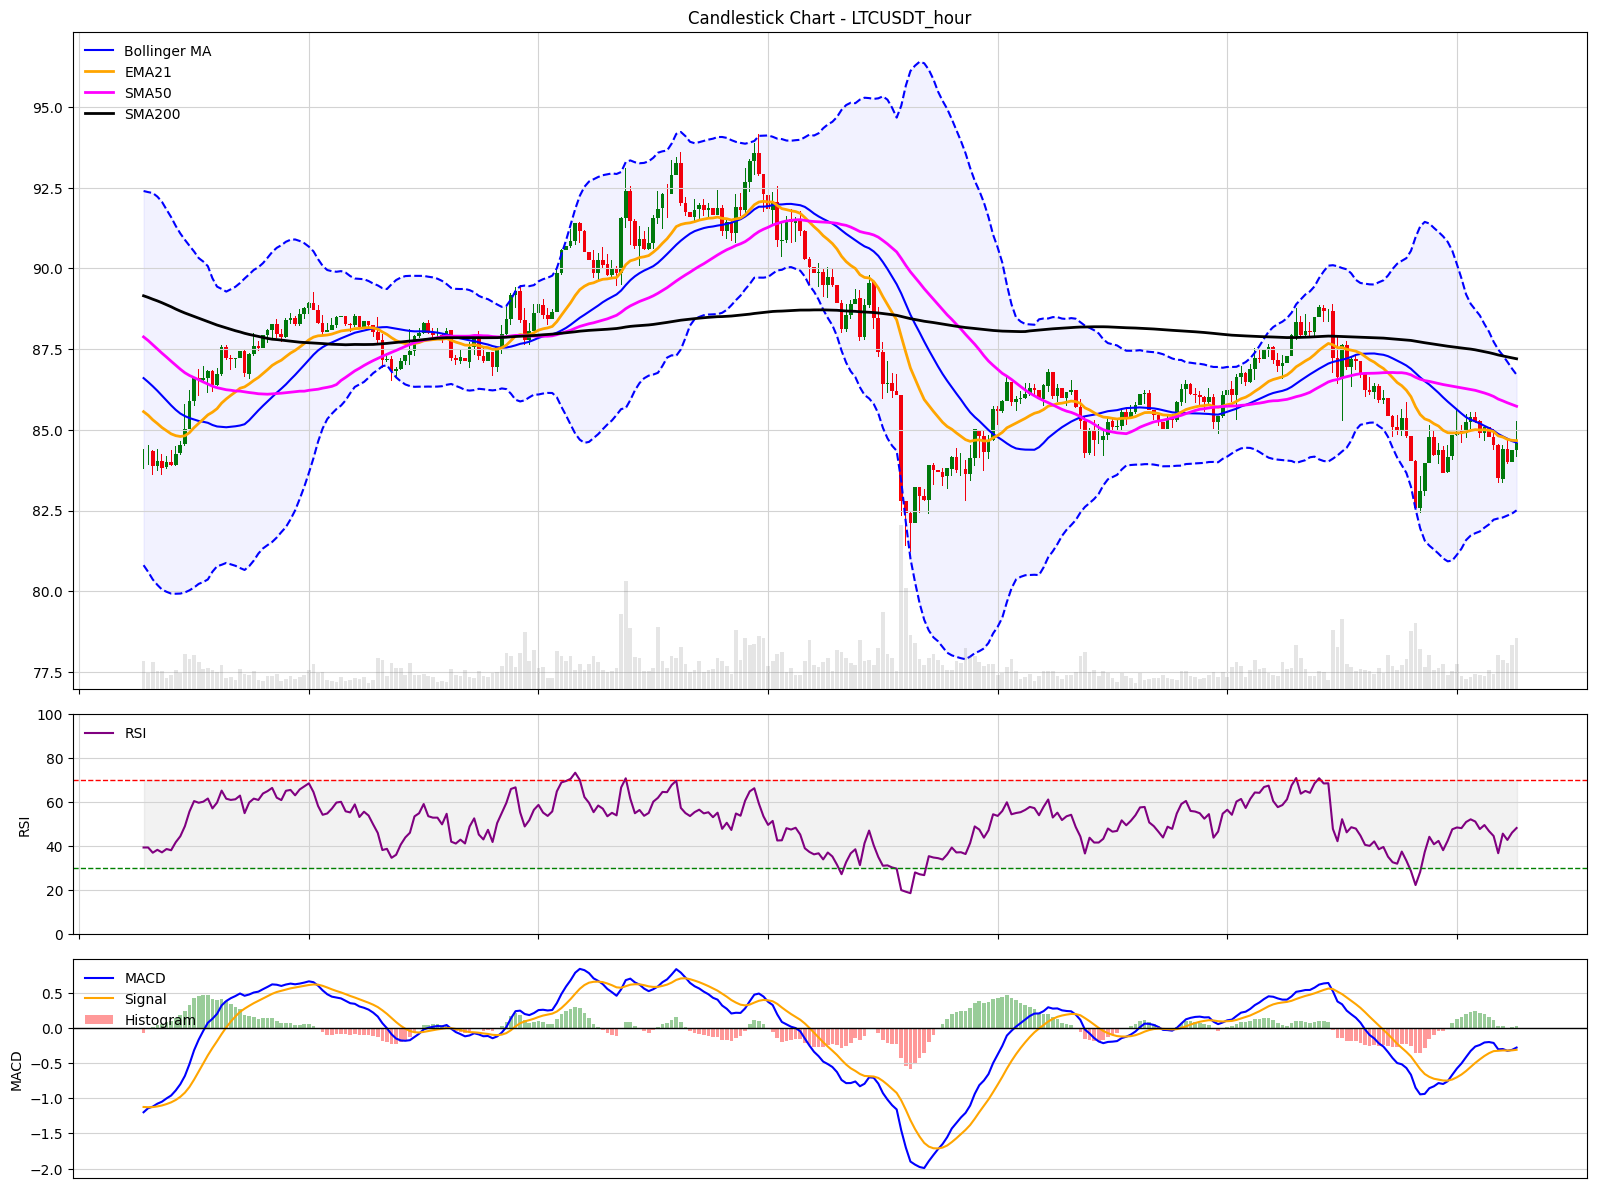 Candlestick Chart - LTCUSDT_hour
Bollinger MA
EMA21
SMA50
SMA200
95.0
92.5
90.0
87.5
85.0
82.5
80.0
77.5
RSI
100
80
60
40
20
0
RSI
MACD
Signal
Histogram
0.5
0.0
−0.5
−1.0
−1.5
−2.0
MACD